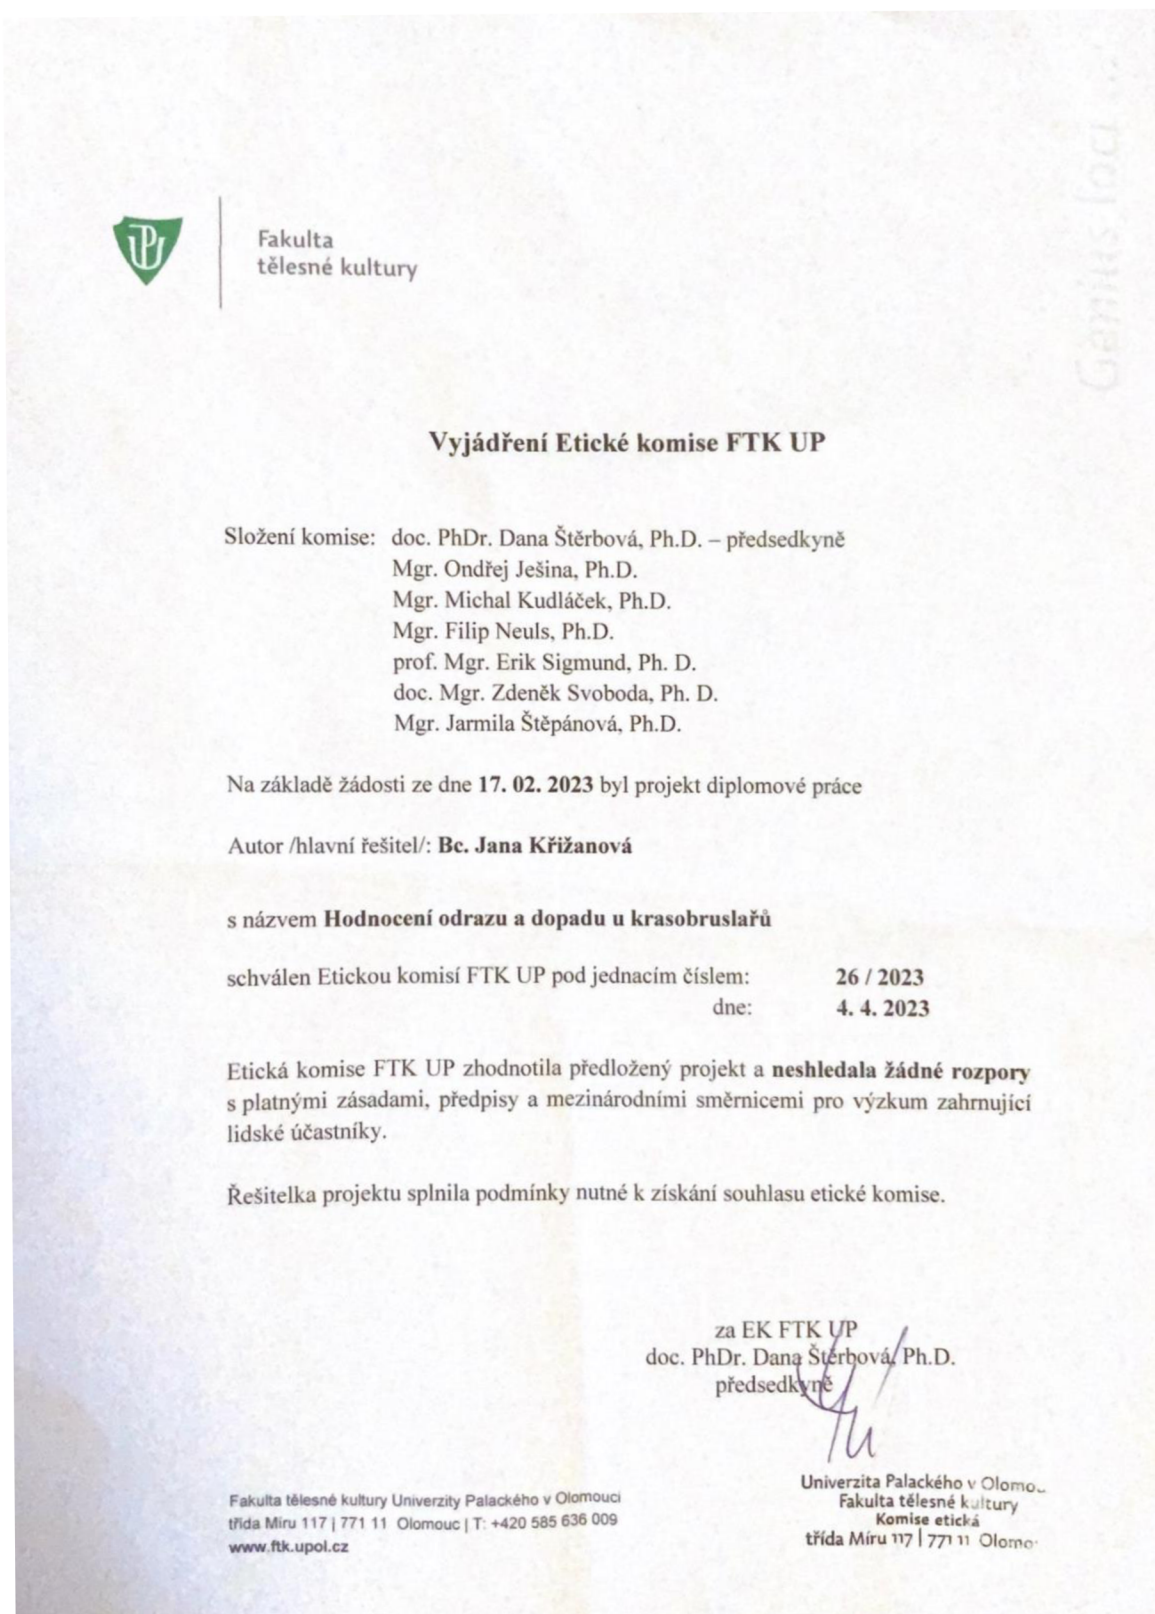 Fakulta
tělesné kultury
Vyjádření Etické komise FTK UP
Složení komise: doc. PhDr. Dana Štěrbová, Ph.D. – předsedkyně
Mgr. Ondřej Ješina, Ph.D.
Mgr. Michal Kudláček, Ph.D.
Mgr. Filip Neuls, Ph.D.
prof. Mgr. Erik Sigmund, Ph. D.
doc. Mgr. Zdeněk Svoboda, Ph. D.
Mgr. Jarmila Štěpánová, Ph.D.
Na základě žádosti ze dne 17. 02. 2023 byl projekt diplomové práce
Autor /hlavní řešitel/: Bc. Jana Křižanová
s názvem Hodnocení odrazu a dopadu u krasobruslařů
schválen Etickou komisí FTK UP pod jednacím číslem: 26 / 2023
dne: 4. 4. 2023
Etická komise FTK UP zhodnotila předložený projekt a neshledala žádné rozpory
s platnými zásadami, předpisy a mezinárodními směrnicemi pro výzkum zahrnující
lidské účastníky.
Řešitelka projektu splnila podmínky nutné k získání souhlasu etické komise.
za EK FTK UP
doc. PhDr. Dana Štěrbová, Ph.D.
předsedkyně
Fakulta tělesné kultury Univerzity Palackého v Olomouci
třída Míru 117 | 771 11 Olomouc | T: +420 585 636 009
www.ftk.upol.cz
Univerzita Palackého v Olomo
Fakulta tělesné kultury
Komise etická
třída Míru 117 | 771 11 Olomo